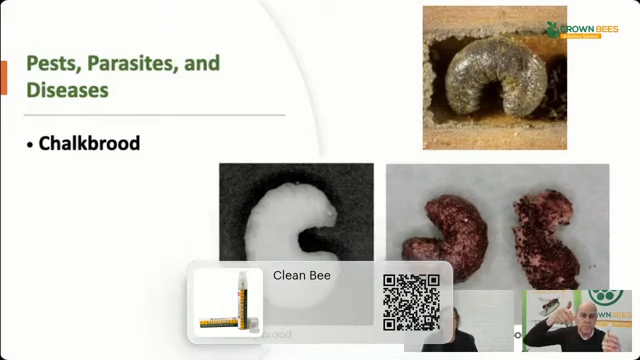 CROWN BEES
Pests, Parasites, and
Diseases
• Chalkbrood
Clean Bee